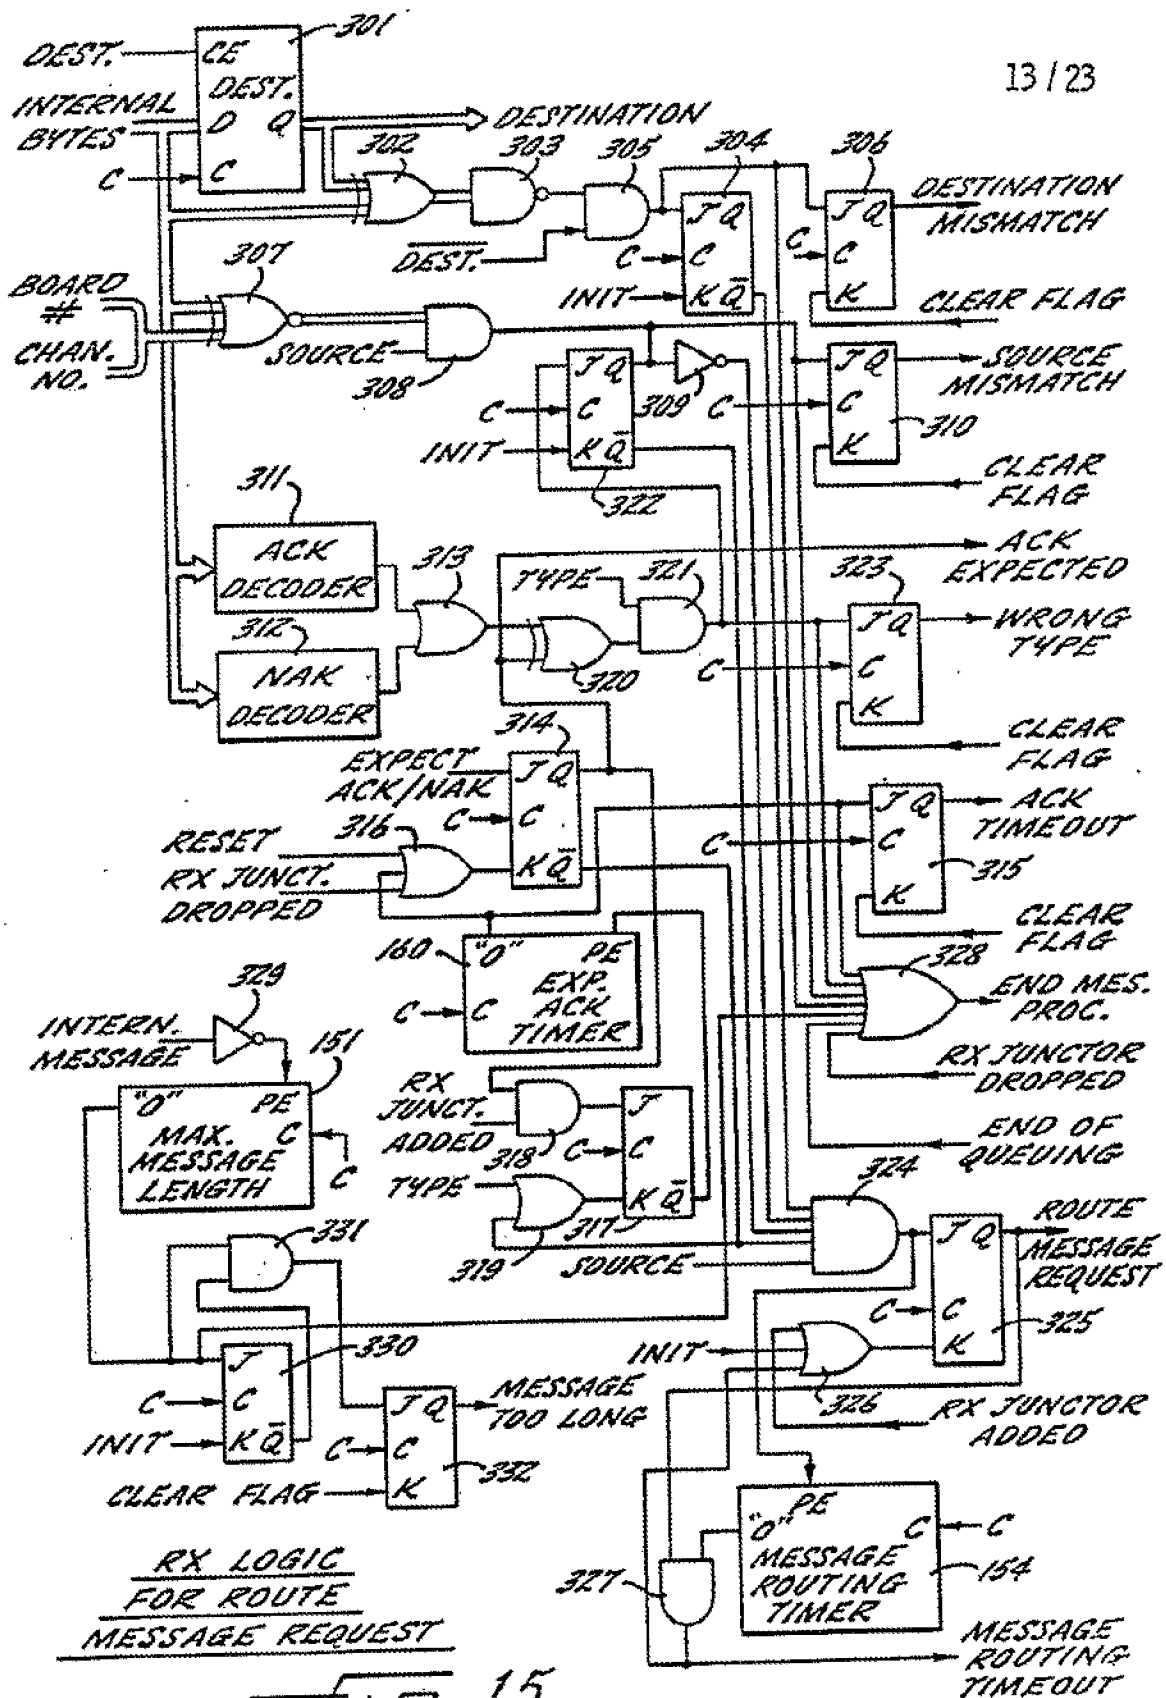 13/23
301
DEST.
CE
DEST.
INTERNAL
BYTES
D Q
C
C
DESTINATION
302
303
305
304
306
J Q
C
K Q̅
J Q
C
K
DESTINATION
MISMATCH
DEST.
C
INIT
C
CLEAR FLAG
307
BOARD
#
CHAN.
NO.
SOURCE
308
J Q
C
K Q̅
309
C
INIT
322
C
J Q
C
K
310
SOURCE
MISMATCH
CLEAR
FLAG
311
ACK
DECODER
312
NAK
DECODER
313
TYPE
321
320
ACK
EXPECTED
323
J Q
C
K
C
WRONG
TYPE
CLEAR
FLAG
314
EXPECT
ACK/NAK
C
J Q
C
K Q̅
316
RESET
RX JUNCT.
DROPPED
C
J Q
C
K
315
ACK
TIMEOUT
CLEAR
FLAG
328
160
"0" PE
EXP.
ACK
TIMER
C
C
END MES.
PROC.
RX JUNCTOR
DROPPED
END OF
QUEUING
329
INTERN.
MESSAGE
151
"0" PE
MAX. C
MESSAGE
LENGTH
C
RX
JUNCT.
ADDED
318
C
J
C
K Q̅
317
TYPE
319
SOURCE
324
ROUTE
MESSAGE
REQUEST
J Q
C
K
C
325
331
330
J
C
K Q̅
C
INIT
INIT
326
RX JUNCTOR
ADDED
MESSAGE
TOO LONG
J Q
C
K
C
332
CLEAR FLAG
PE
"0" C
MESSAGE
ROUTING
TIMER
C
154
327
MESSAGE
ROUTING
TIMEOUT
RX LOGIC
FOR ROUTE
MESSAGE REQUEST
15